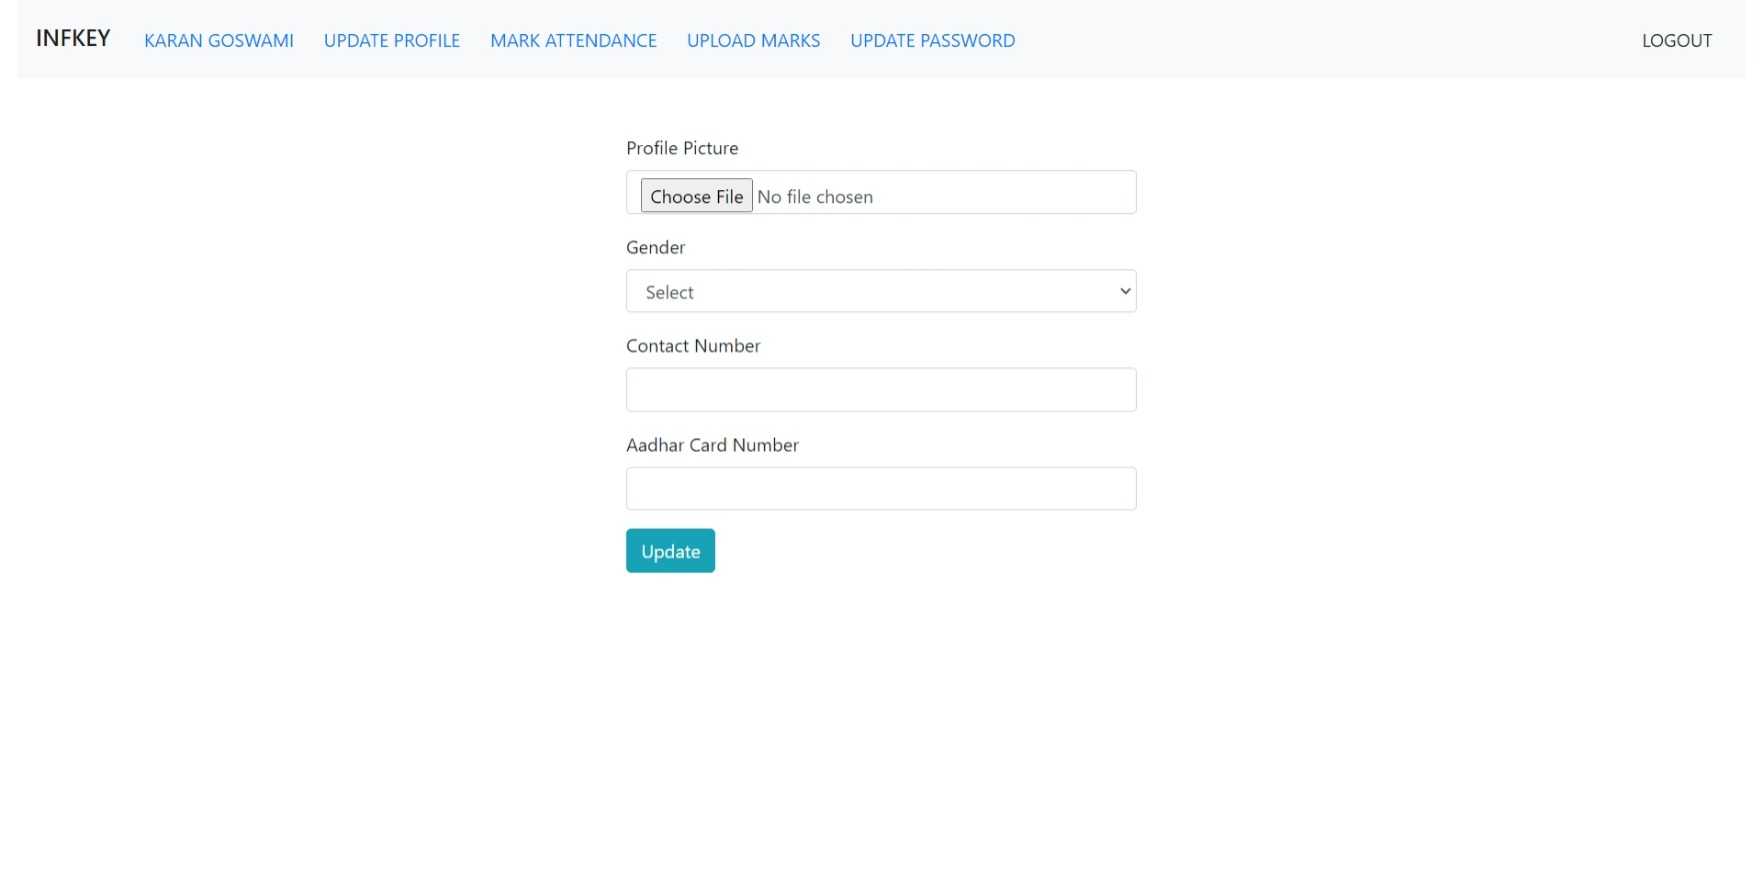 INFKEY KARAN GOSWAMI UPDATE PROFILE MARK ATTENDANCE UPLOAD MARKS UPDATE PASSWORD LOGOUT
Profile Picture
Choose File No file chosen
Gender
Select
Contact Number
Aadhar Card Number
Update